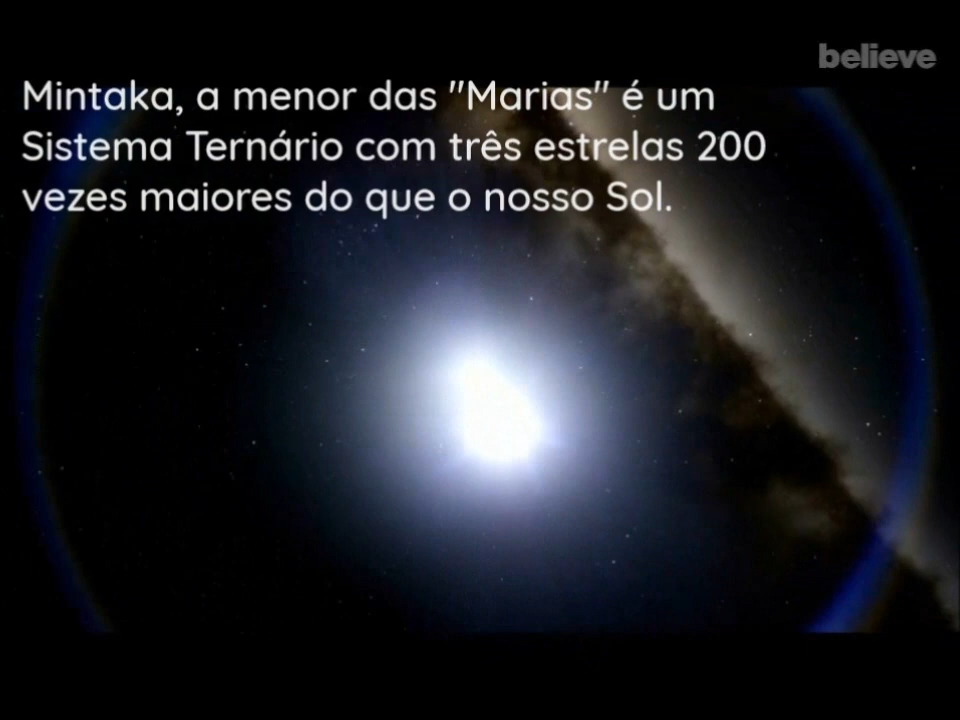 believe
Mintaka, a menor das "Marias" é um
Sistema Ternário com três estrelas 200
vezes maiores do que o nosso Sol.